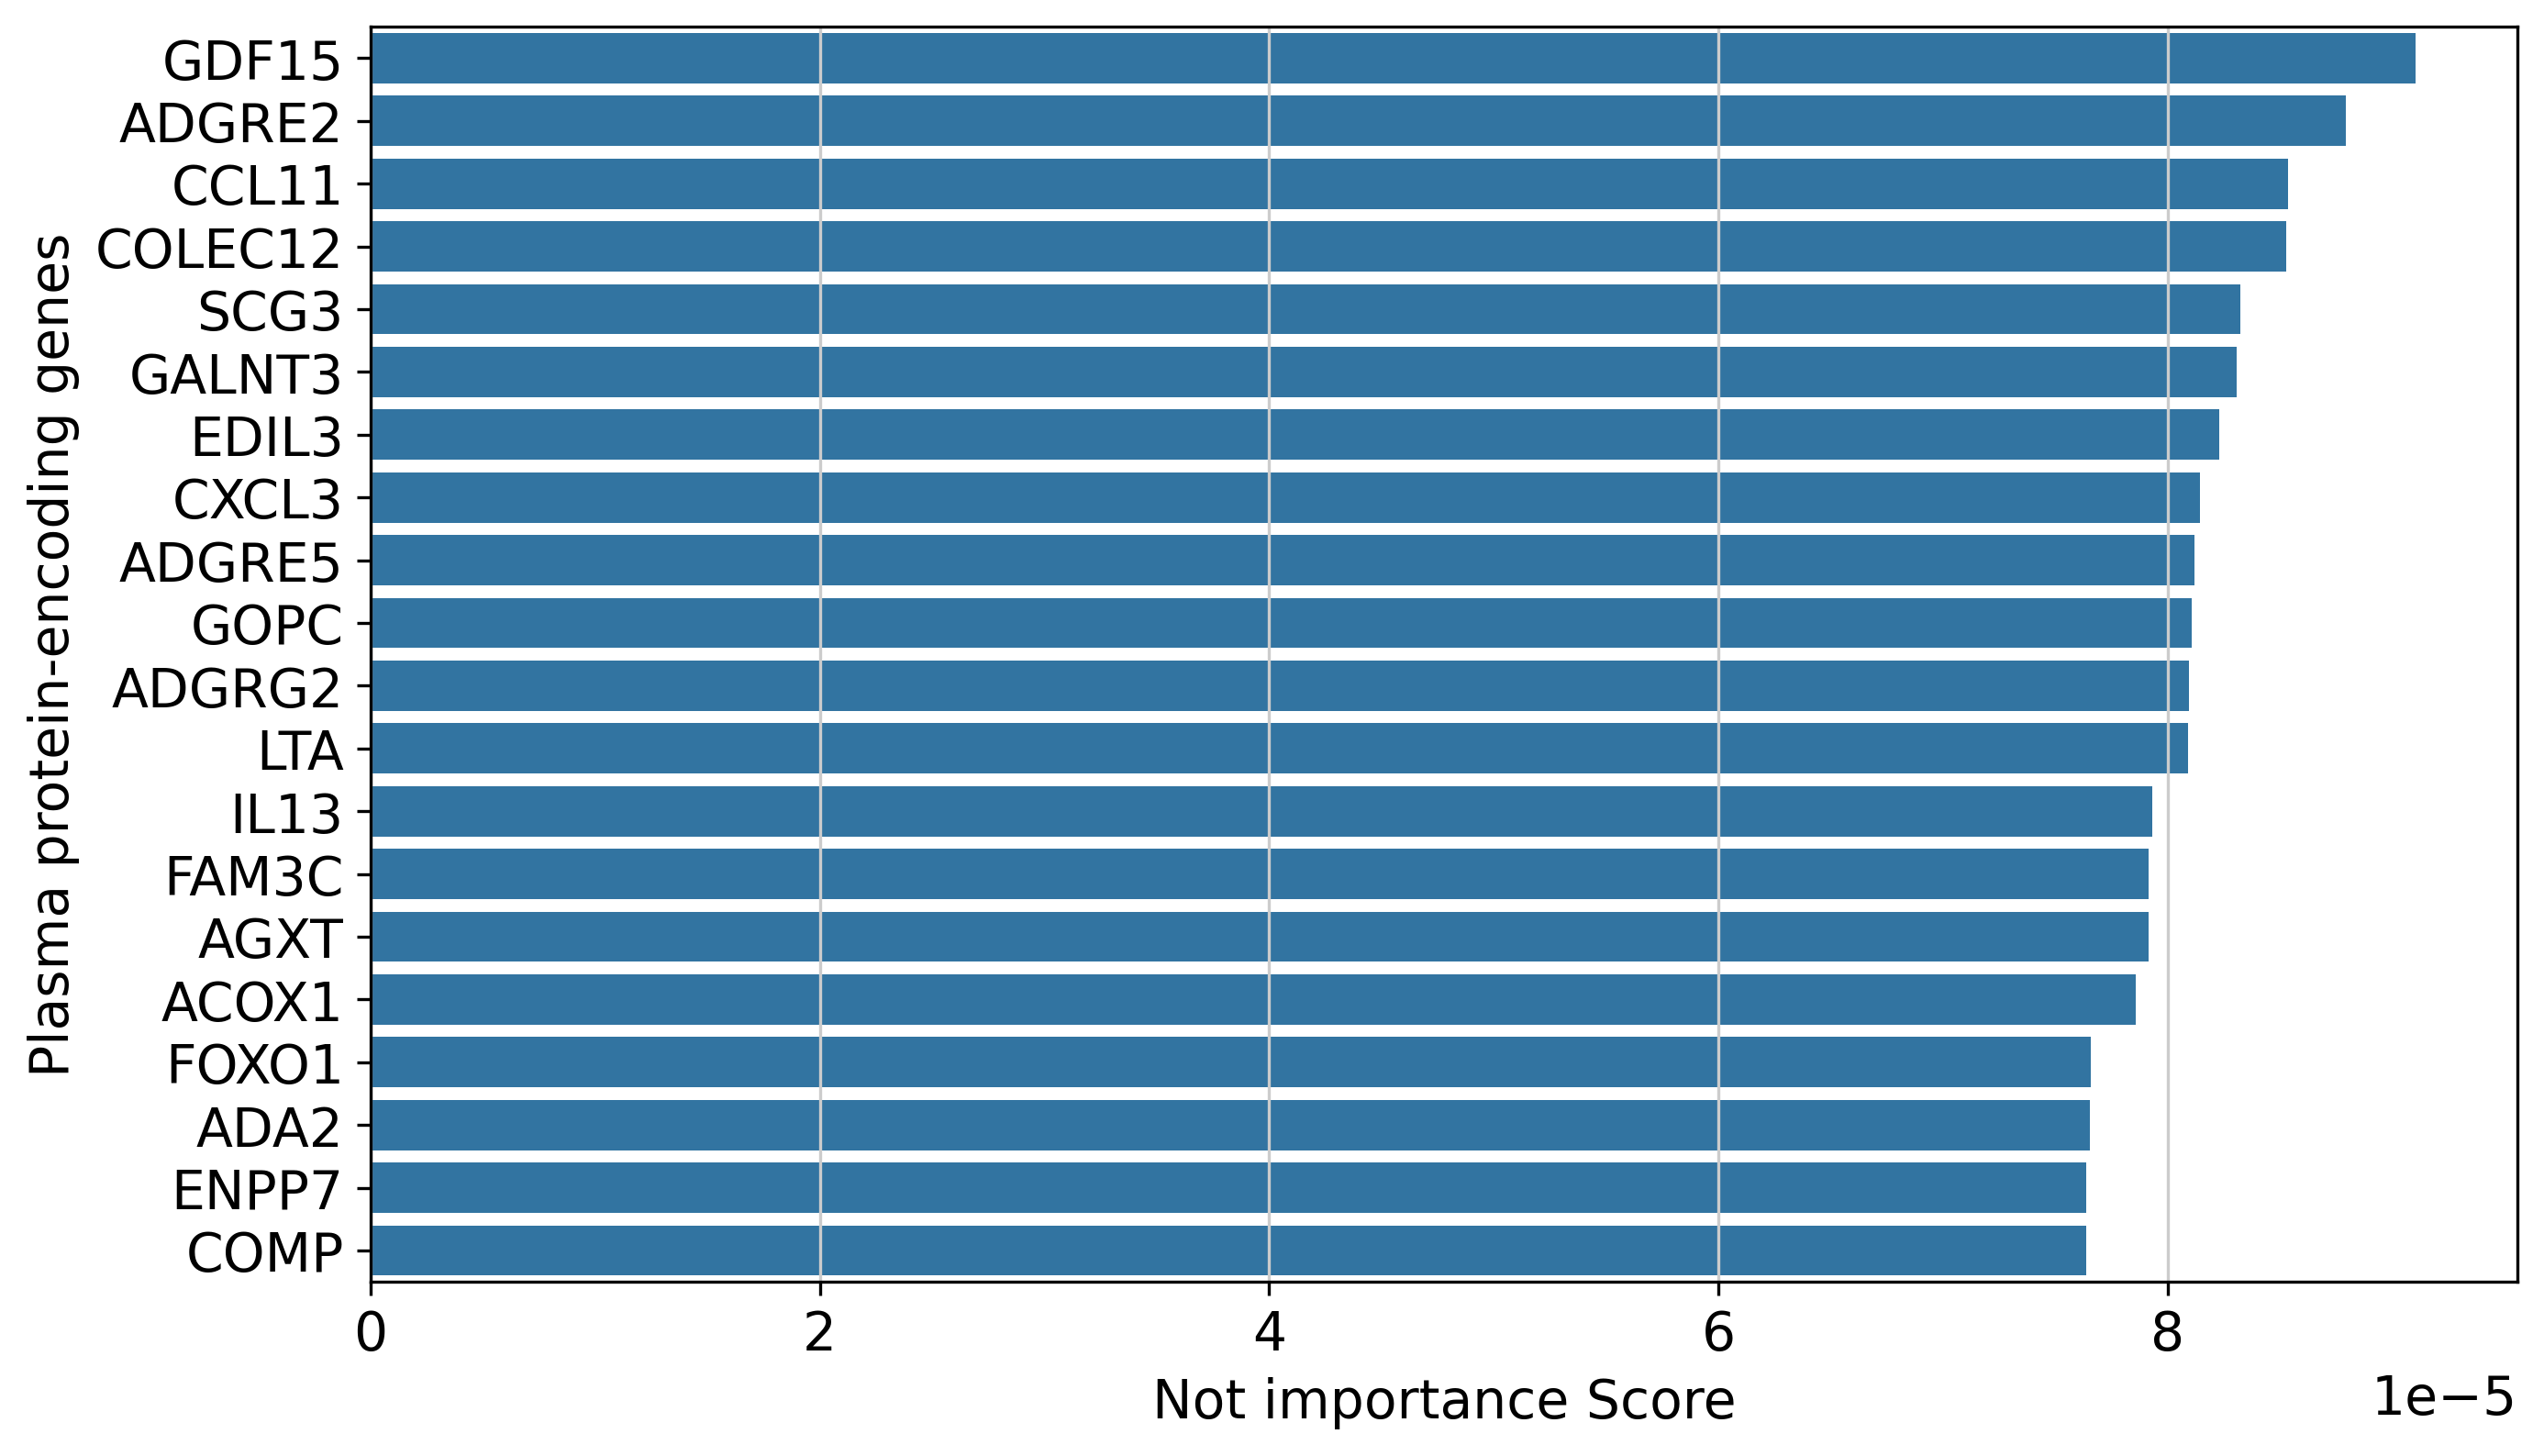 Plasma protein-encoding genes
GDF15
ADGRE2
CCL11
COLEC12
SCG3
GALNT3
EDIL3
CXCL3
ADGRE5
GOPC
ADGRG2
LTA
IL13
FAM3C
AGXT
ACOX1
FOXO1
ADA2
ENPP7
COMP
0 2 4 6 8
Not importance Score
1e−5